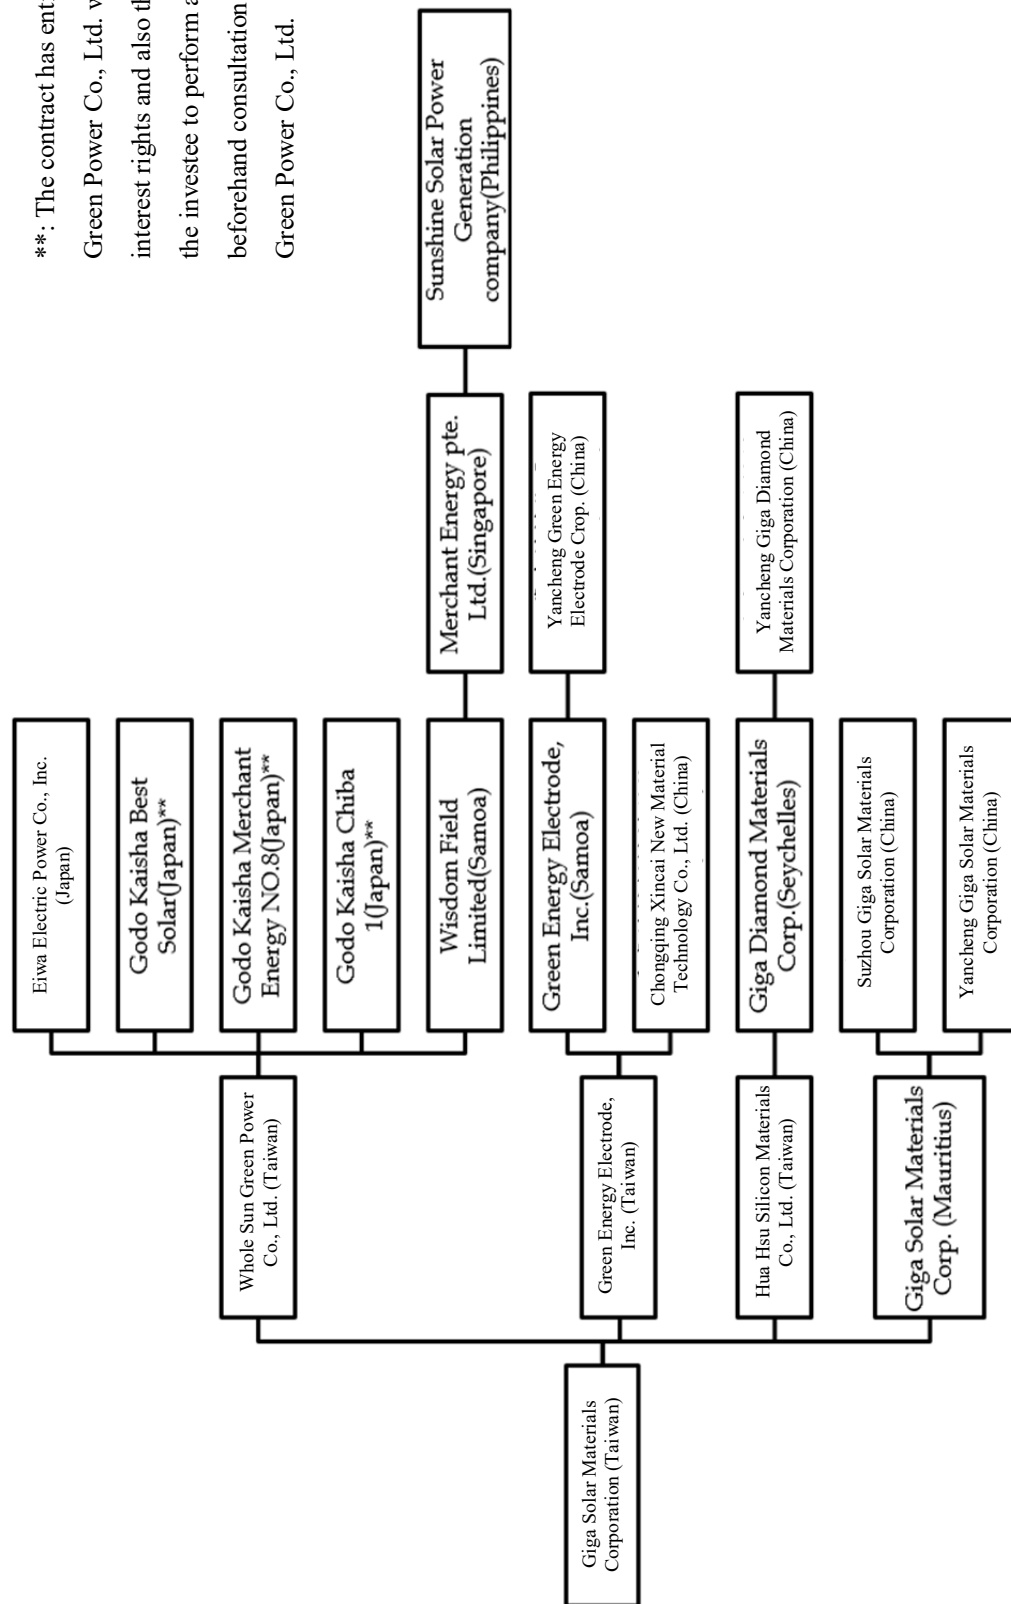 Giga Solar Materials
Corporation (Taiwan)
Whole Sun Green Power
Co., Ltd. (Taiwan)
Green Energy Electrode,
Inc. (Taiwan)
Hua Hsu Silicon Materials
Co., Ltd. (Taiwan)
Giga Solar Materials
Corp. (Mauritius)
Eiwa Electric Power Co., Inc.
(Japan)
Godo Kaisha Best
Solar(Japan)**
Godo Kaisha Merchant
Energy NO.8(Japan)**
Godo Kaisha Chiba
1(Japan)**
Wisdom Field
Limited(Samoa)
Green Energy Electrode,
Inc.(Samoa)
Chongqing Xincai New Material
Technology Co., Ltd. (China)
Giga Diamond Materials
Corp.(Seychelles)
Suzhou Giga Solar Materials
Corporation (China)
Yancheng Giga Solar Materials
Corporation (China)
Merchant Energy pte.
Ltd.(Singapore)
Yancheng Green Energy
Electrode Crop. (China)
Yancheng Giga Diamond
Materials Corporation (China)
Sunshine Solar Power
Generation
company(Philippines)
**: The contract has ent
Green Power Co., Ltd. w
interest rights and also th
the investee to perform a
beforehand consultation
Green Power Co., Ltd.